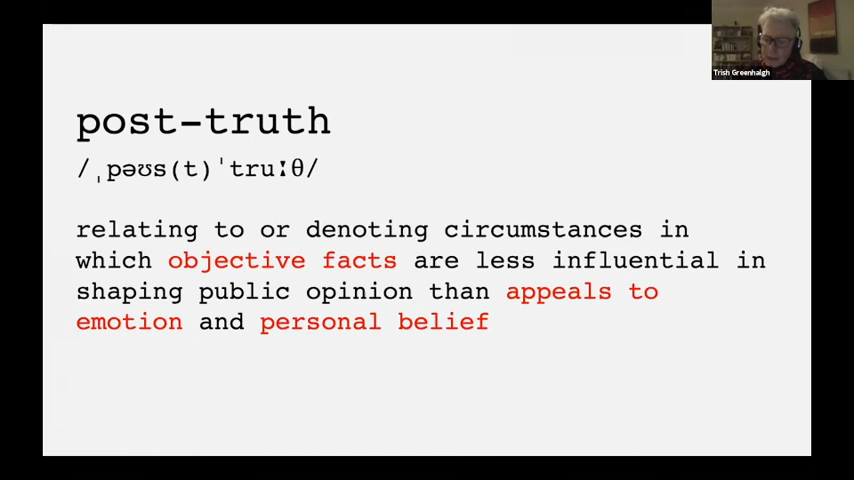 Trish Greenhalgh
post-truth
/ˌpəʊs(t)ˈtruːθ/
relating to or denoting circumstances in
which objective facts are less influential in
shaping public opinion than appeals to
emotion and personal belief